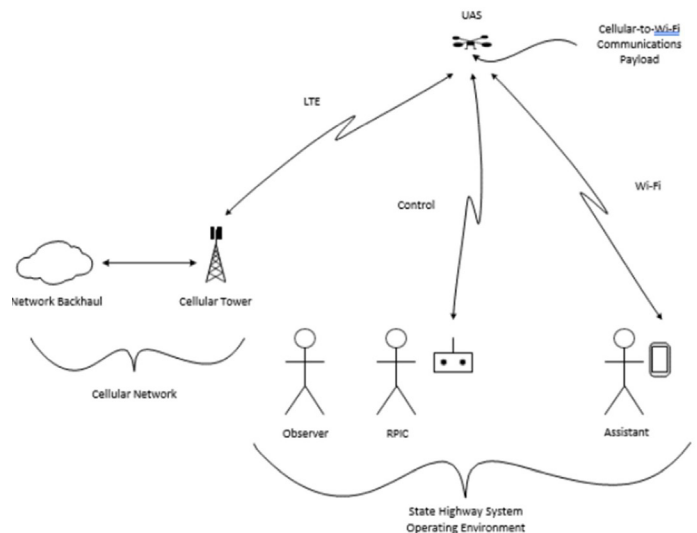 UAS
Cellular-to-Wi-Fi
Communications
Payload
LTE
Control
Wi-Fi
Network Backhaul
Cellular Tower
Cellular Network
Observer
RPIC
Assistant
State Highway System
Operating Environment